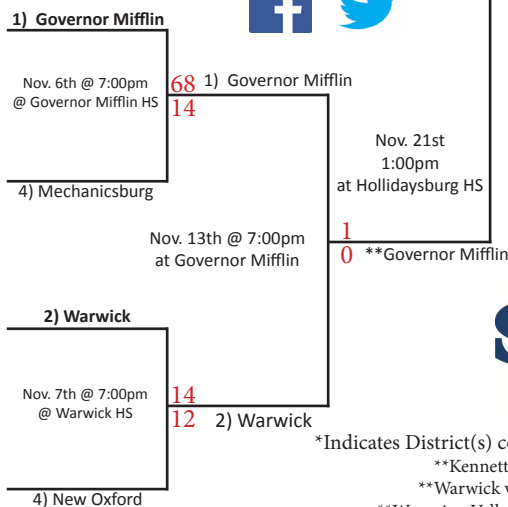 1) Governor Mifflin
Nov. 6th @ 7:00pm
@ Governor Mifflin HS
68
14
1) Governor Mifflin
4) Mechanicsburg
Nov. 21st
1:00pm
at Hollidaysburg HS
Nov. 13th @ 7:00pm
at Governor Mifflin
1
0
**Governor Mifflin
2) Warwick
Nov. 7th @ 7:00pm
@ Warwick HS
14
12
2) Warwick
4) New Oxford
*Indicates District(s)
**Kennett
**Warwick